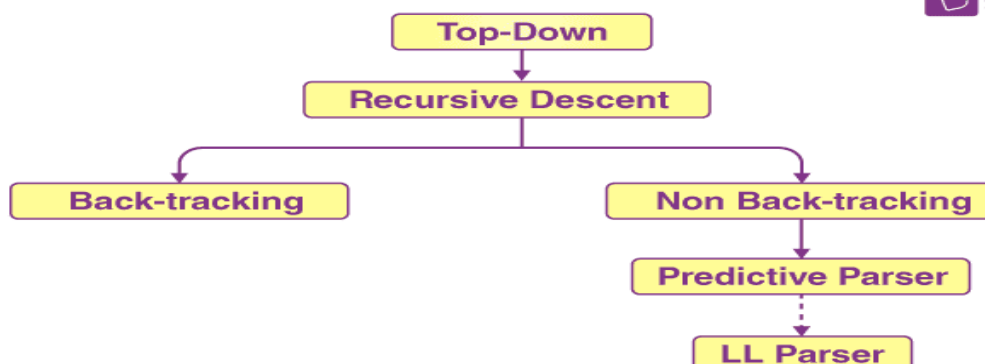 Top-Down
Recursive Descent
Back-tracking
Non Back-tracking
Predictive Parser
LL Parser